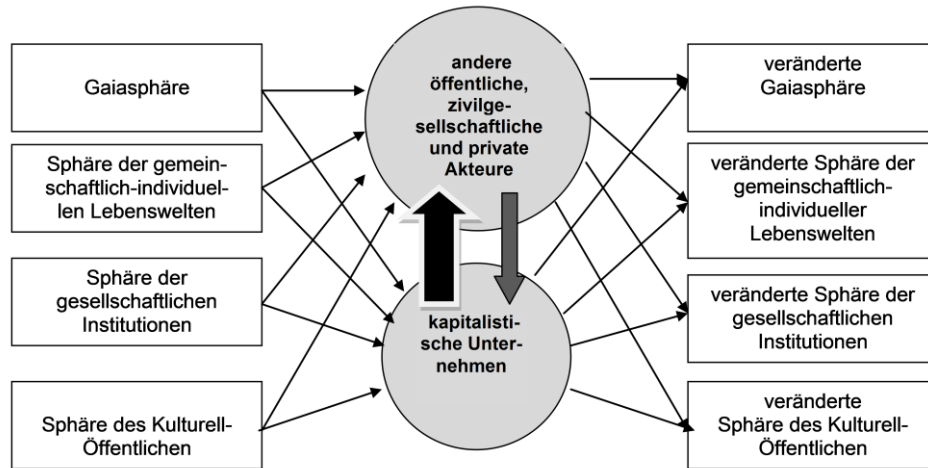 Gaiasphäre
Sphäre der gemein-
schaftlich-individuel-
len Lebenswelten
Sphäre der
gesellschaftlichen
Institutionen
Sphäre des Kulturell-
Öffentlichen
andere
öffentliche,
zivilge-
sellschaftliche
und private
Akteure
kapitalisti-
sche Unter-
nehmen
veränderte
Gaiasphäre
veränderte Sphäre der
gemeinschaftlich-
individueller
Lebenswelten
veränderte Sphäre der
gesellschaftlichen
Institutionen
veränderte
Sphäre des Kulturell-
Öffentlichen